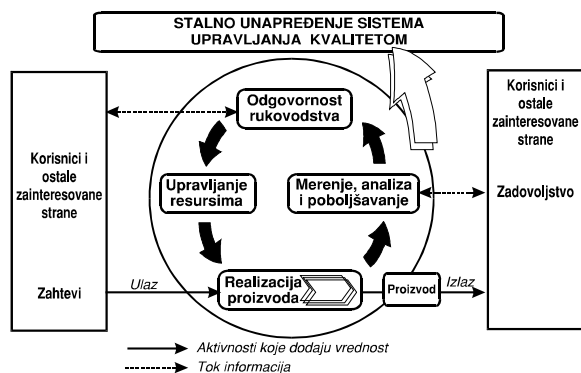 STALNO UNAPREĐENJE SISTEMA
UPRAVLJANJA KVALITETOM
Korisnici i
ostale
zainteresovane
strane
Zahtevi
Ulaz
Odgovornost
rukovodstva
Upravljanje
resursima
Merenje, analiza
i poboljšavanje
Realizacija
proizvoda
Proizvod
Izlaz
Korisnici i
ostale
zainteresovane
strane
Zadovoljstvo
Aktivnosti koje dodaju vrednost
Tok informacija